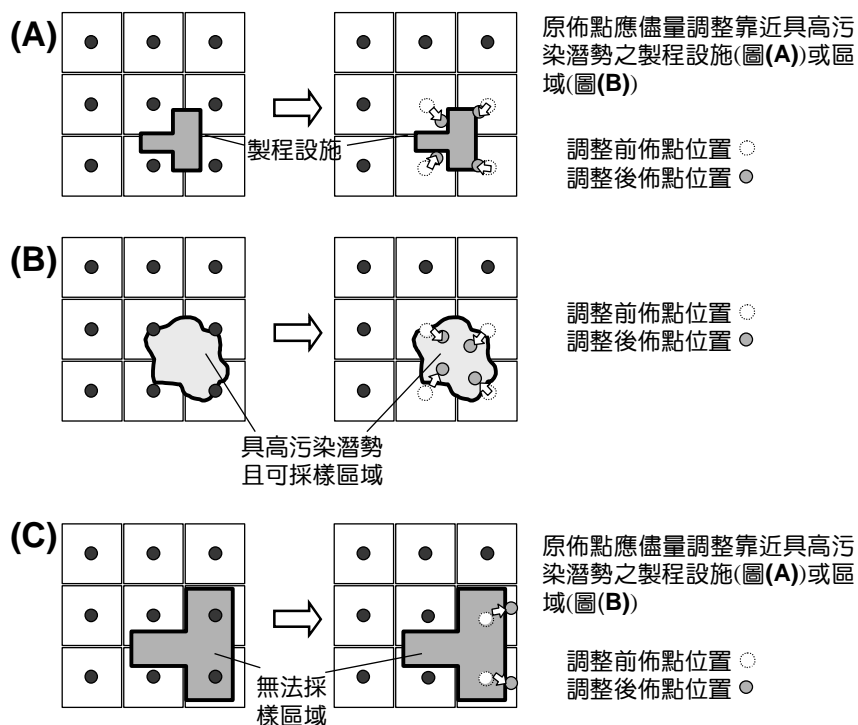 (A)
原佈點應儘量調整靠近具高污
染潛勢之製程設施(圖(A))或區
域(圖(B))
製程設施
調整前佈點位置
調整後佈點位置
(B)
調整前佈點位置
調整後佈點位置
具高污染潛勢
且可採樣區域
(C)
原佈點應儘量調整靠近具高污
染潛勢之製程設施(圖(A))或區
域(圖(B))
無法採
樣區域
調整前佈點位置
調整後佈點位置